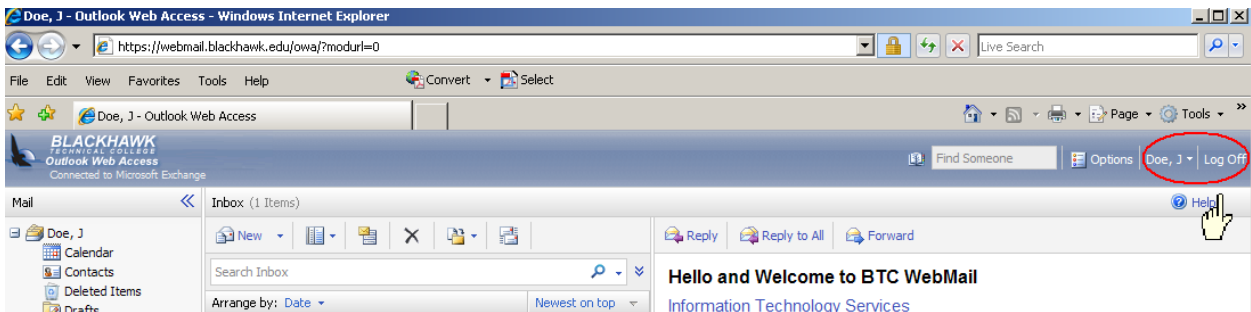 Doe, J - Outlook Web Access - Windows Internet Explorer
https://webmail.blackhawk.edu/owa/?modurl=0
Live Search
File Edit View Favorites Tools Help Convert Select
Doe, J - Outlook Web Access
Page Tools »
BLACKHAWK
TECHNICAL COLLEGE
Outlook Web Access
Connected to Microsoft Exchange
Find Someone Options Doe, J Log Off
Mail « Inbox (1 Items) Help
Doe, J New Reply Reply to All Forward
Calendar
Contacts Search Inbox Hello and Welcome to BTC WebMail
Deleted Items Arrange by: Date Newest on top Information Technology Services
Drafts